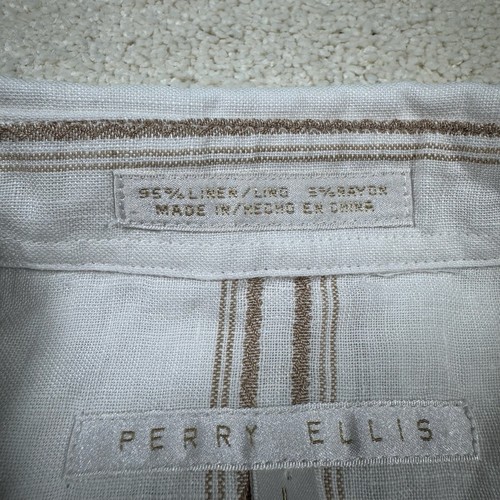 95% LINEN/LINO 5% RAYON
MADE IN/HECHO EN CHINA
PERRY ELLIS